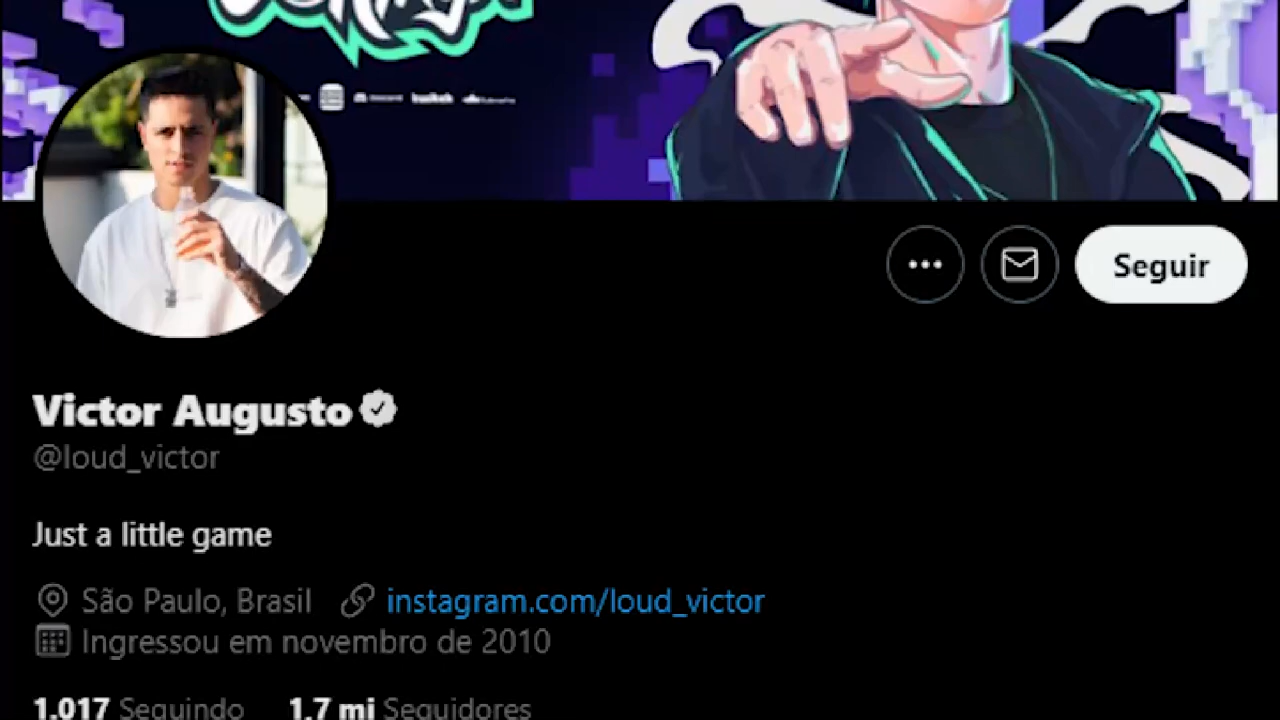 Seguir
Victor Augusto
@loud_victor
Just a little game
São Paulo, Brasil instagram.com/loud_victor
Ingressou em novembro de 2010
1.017 Seguindo 1,7 mi Seguidores